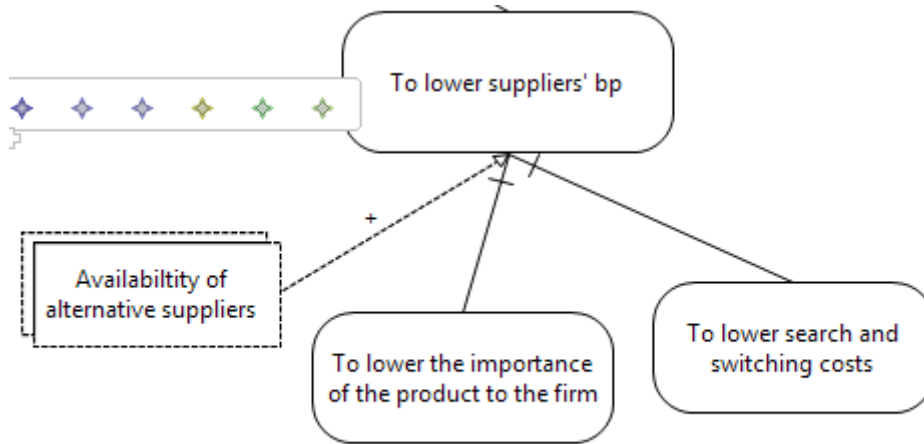 To lower suppliers' bp
+
Availabiltity of
alternative suppliers
To lower the importance
of the product to the firm
To lower search and
switching costs